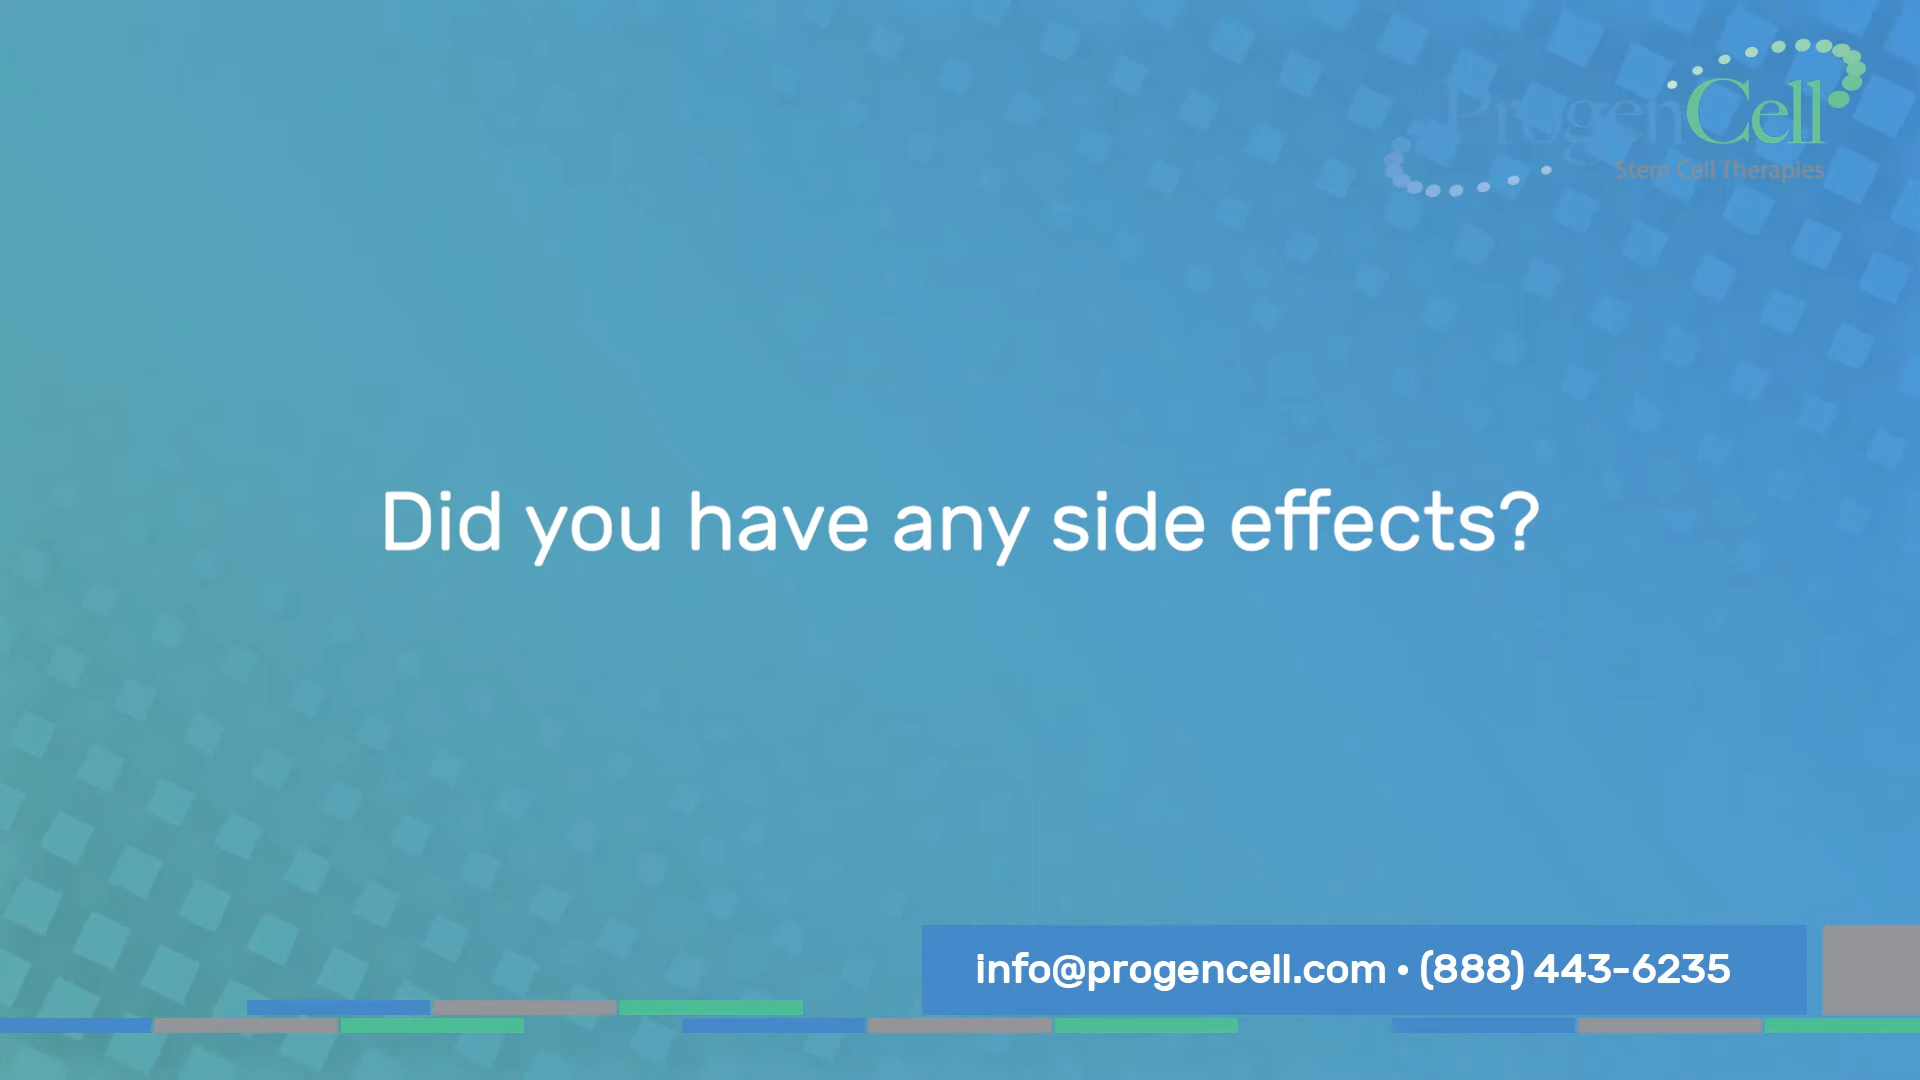 ProgenCell
Stem Cell Therapies
Did you have any side effects?
info@progencell.com • (888) 443-6235